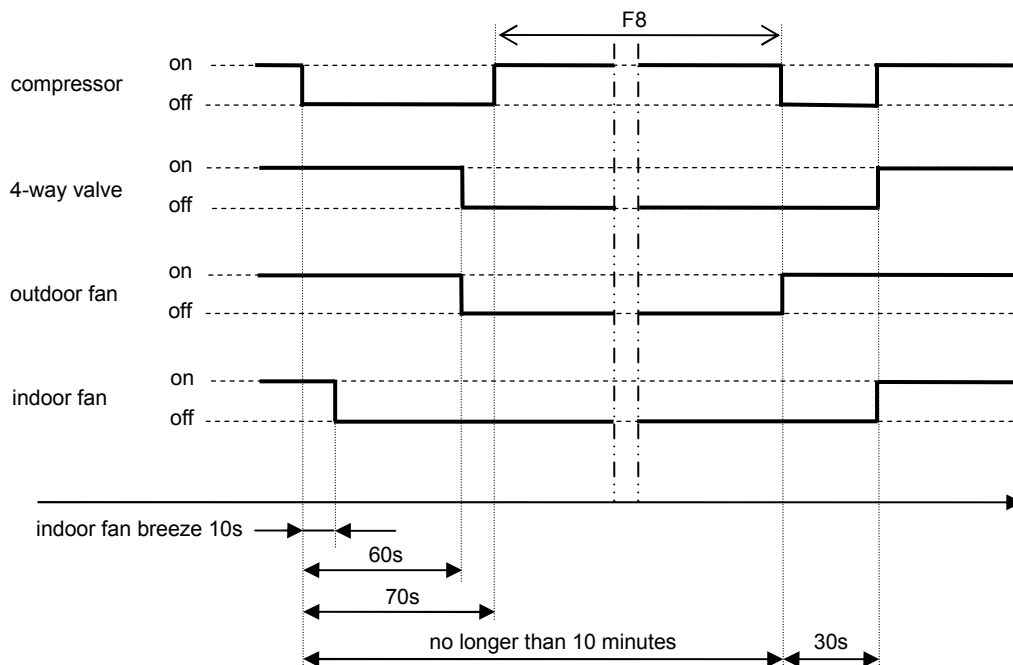 F8
on
compressor
off
on
4-way valve
off
on
outdoor fan
off
on
indoor fan
off
indoor fan breeze 10s
60s
70s
no longer than 10 minutes
30s